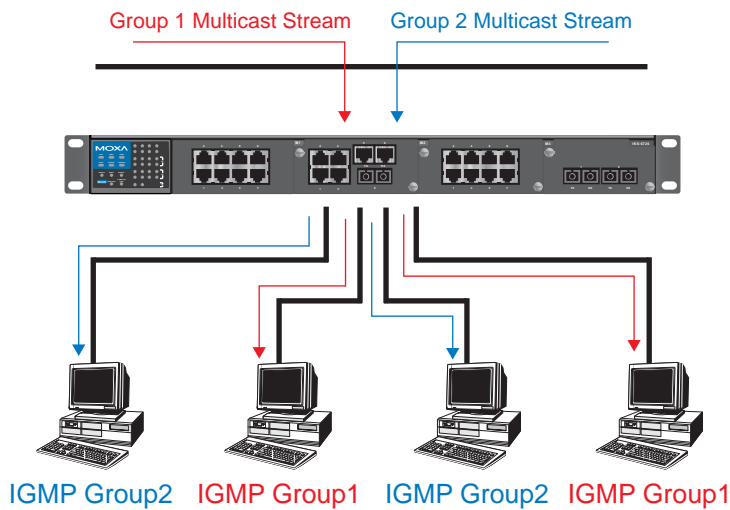 Group 1 Multicast Stream
Group 2 Multicast Stream
MOXA
IGMP Group2
IGMP Group1
IGMP Group2
IGMP Group1